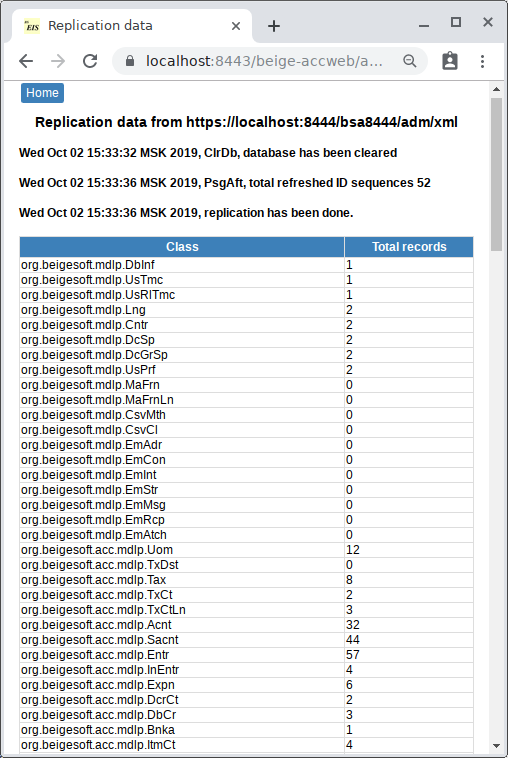 EIS Replication data
localhost:8443/beige-accweb/a...
Home
Replication data from https://localhost:8444/bsa8444/adm/xml
Wed Oct 02 15:33:32 MSK 2019, ClrDb, database has been cleared
Wed Oct 02 15:33:36 MSK 2019, PsgAft, total refreshed ID sequences 52
Wed Oct 02 15:33:36 MSK 2019, replication has been done.
Class Total records
org.beigesoft.mdlp.DbInf 1
org.beigesoft.mdlp.UsTmc 1
org.beigesoft.mdlp.UsRlTmc 1
org.beigesoft.mdlp.Lng 2
org.beigesoft.mdlp.Cntr 2
org.beigesoft.mdlp.DcSp 2
org.beigesoft.mdlp.DcGrSp 2
org.beigesoft.mdlp.UsPrf 2
org.beigesoft.mdlp.MaFrn 0
org.beigesoft.mdlp.MaFrnLn 0
org.beigesoft.mdlp.CsvMth 0
org.beigesoft.mdlp.CsvCl 0
org.beigesoft.mdlp.EmAdr 0
org.beigesoft.mdlp.EmCon 0
org.beigesoft.mdlp.EmInt 0
org.beigesoft.mdlp.EmStr 0
org.beigesoft.mdlp.EmMsg 0
org.beigesoft.mdlp.EmRcp 0
org.beigesoft.mdlp.EmAtch 0
org.beigesoft.acc.mdlp.Uom 12
org.beigesoft.acc.mdlp.TxDst 0
org.beigesoft.acc.mdlp.Tax 8
org.beigesoft.acc.mdlp.TxCt 2
org.beigesoft.acc.mdlp.TxCtLn 3
org.beigesoft.acc.mdlp.Acnt 32
org.beigesoft.acc.mdlp.Sacnt 44
org.beigesoft.acc.mdlp.Entr 57
org.beigesoft.acc.mdlp.InEntr 4
org.beigesoft.acc.mdlp.Expn 6
org.beigesoft.acc.mdlp.DcrCt 2
org.beigesoft.acc.mdlp.DbCr 3
org.beigesoft.acc.mdlp.Bnka 1
org.beigesoft.acc.mdlp.ItmCt 4